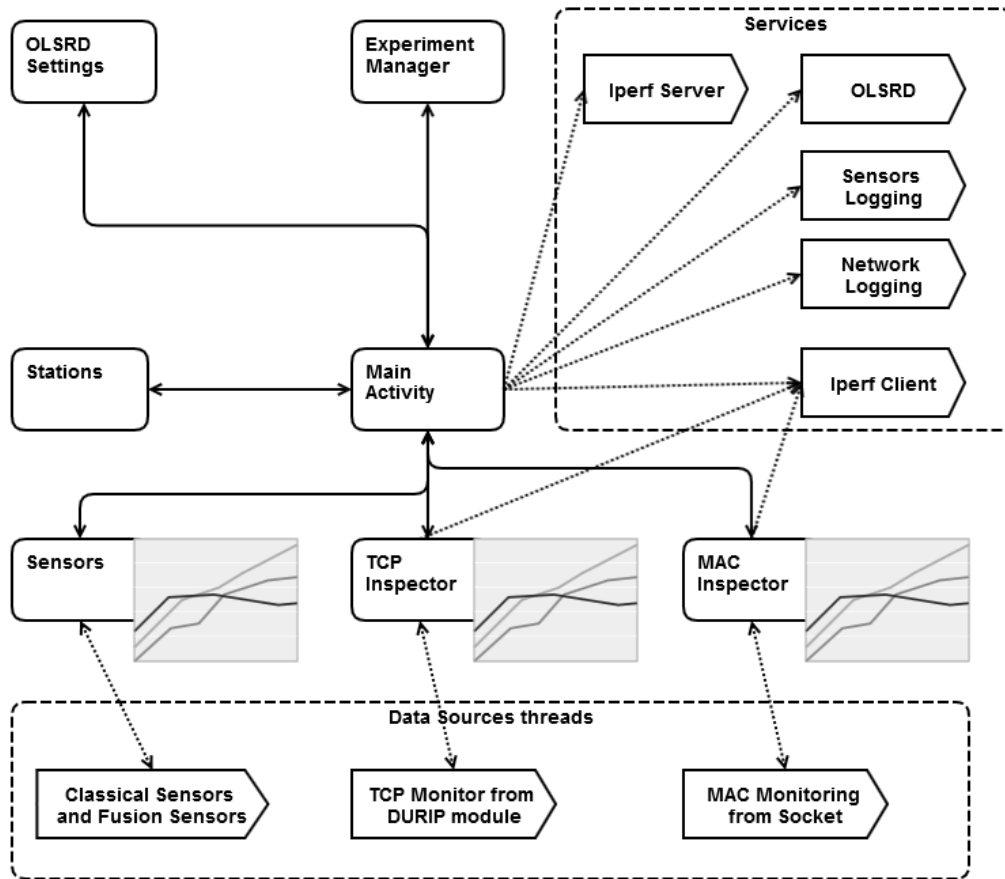 Services
OLSRD
Settings
Experiment
Manager
Iperf Server
OLSRD
Sensors
Logging
Network
Logging
Stations
Main
Activity
Iperf Client
Sensors
TCP
Inspector
MAC
Inspector
Data Sources threads
Classical Sensors
and Fusion Sensors
TCP Monitor from
DURIP module
MAC Monitoring
from Socket